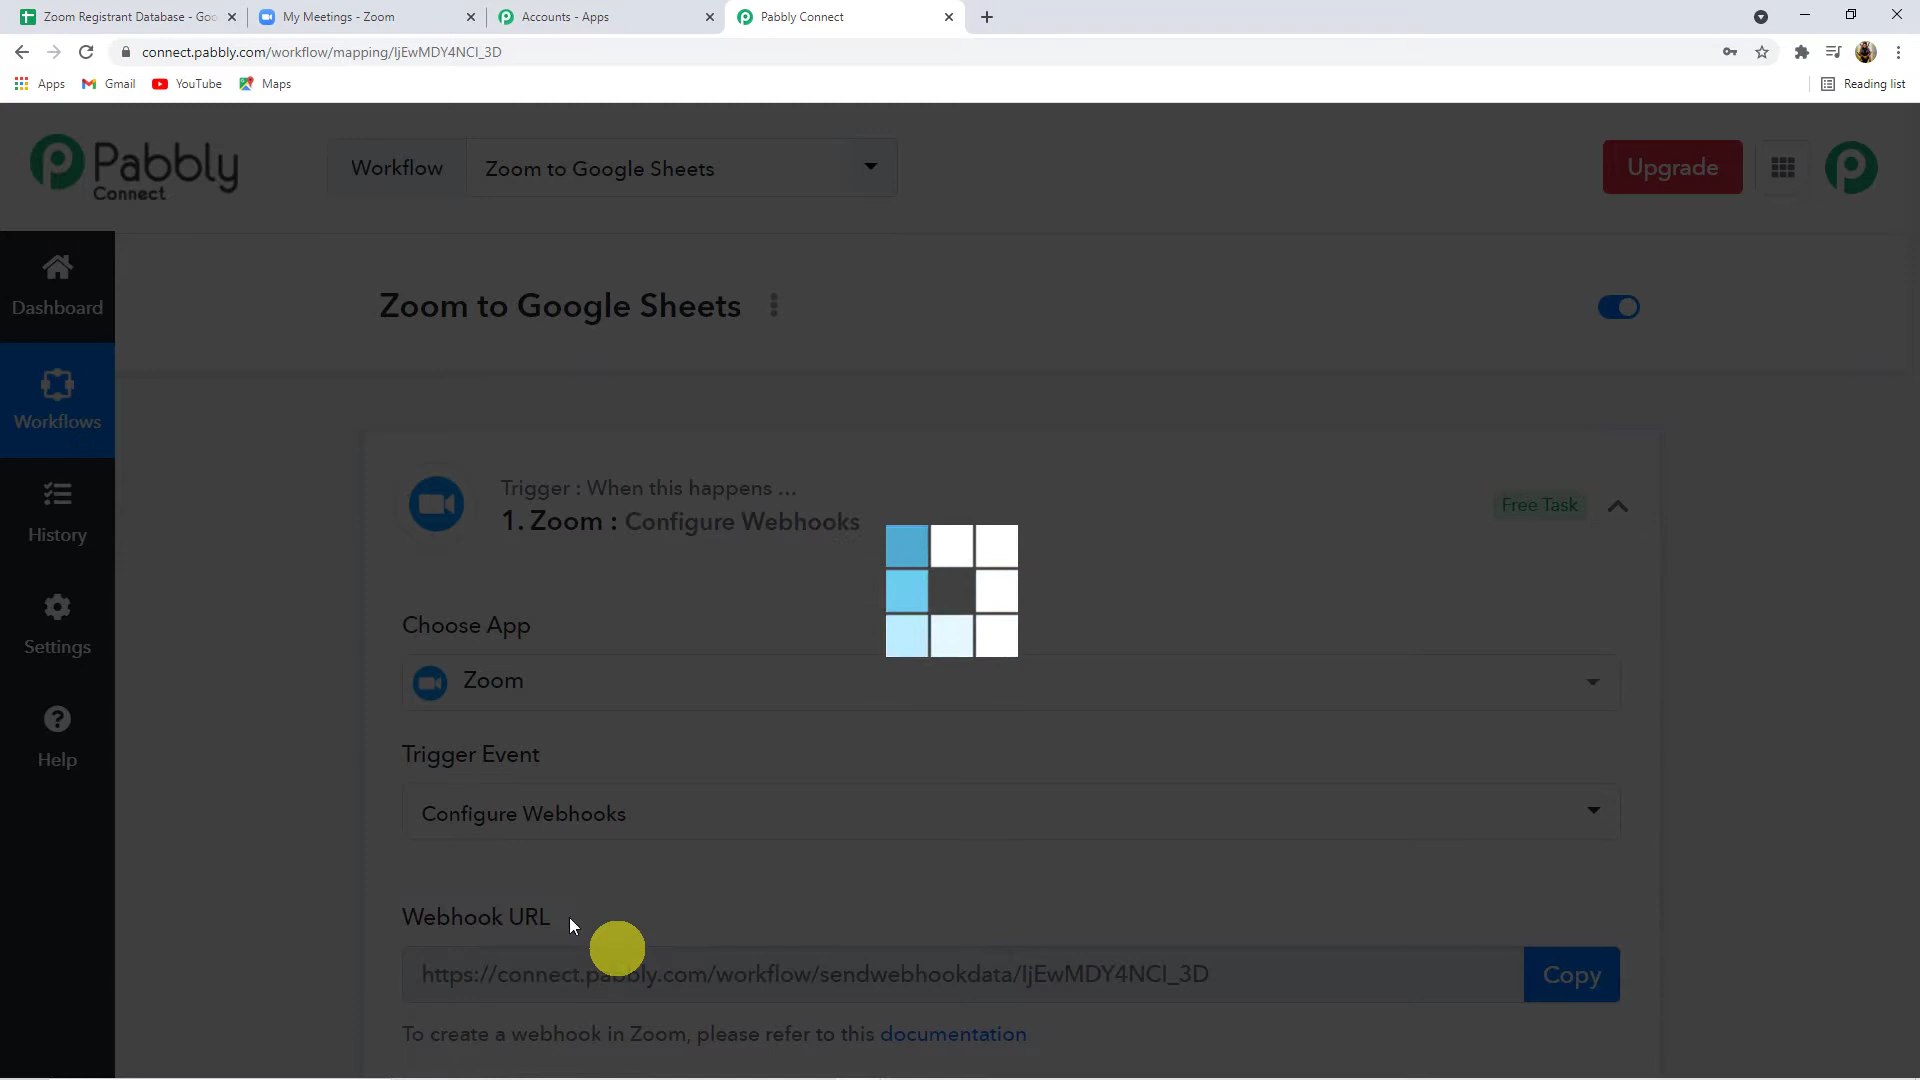 Zoom Registrant Database - Goo
My Meetings - Zoom
Accounts - Apps
Pabbly Connect
connect.pabbly.com/workflow/mapping/IjEwMDY4NCI_3D
Apps
Gmail
YouTube
Maps
Reading list
Pabbly
Connect
Workflow
Zoom to Google Sheets
Upgrade
Dashboard
Workflows
History
Settings
Help
Zoom to Google Sheets
Trigger : When this happens ...
1. Zoom : Configure Webhooks
Free Task
Choose App
Zoom
Trigger Event
Configure Webhooks
Webhook URL
https://connect.pabbly.com/workflow/sendwebhookdata/IjEwMDY4NCI_3D
Copy
To create a webhook in Zoom, please refer to this documentation